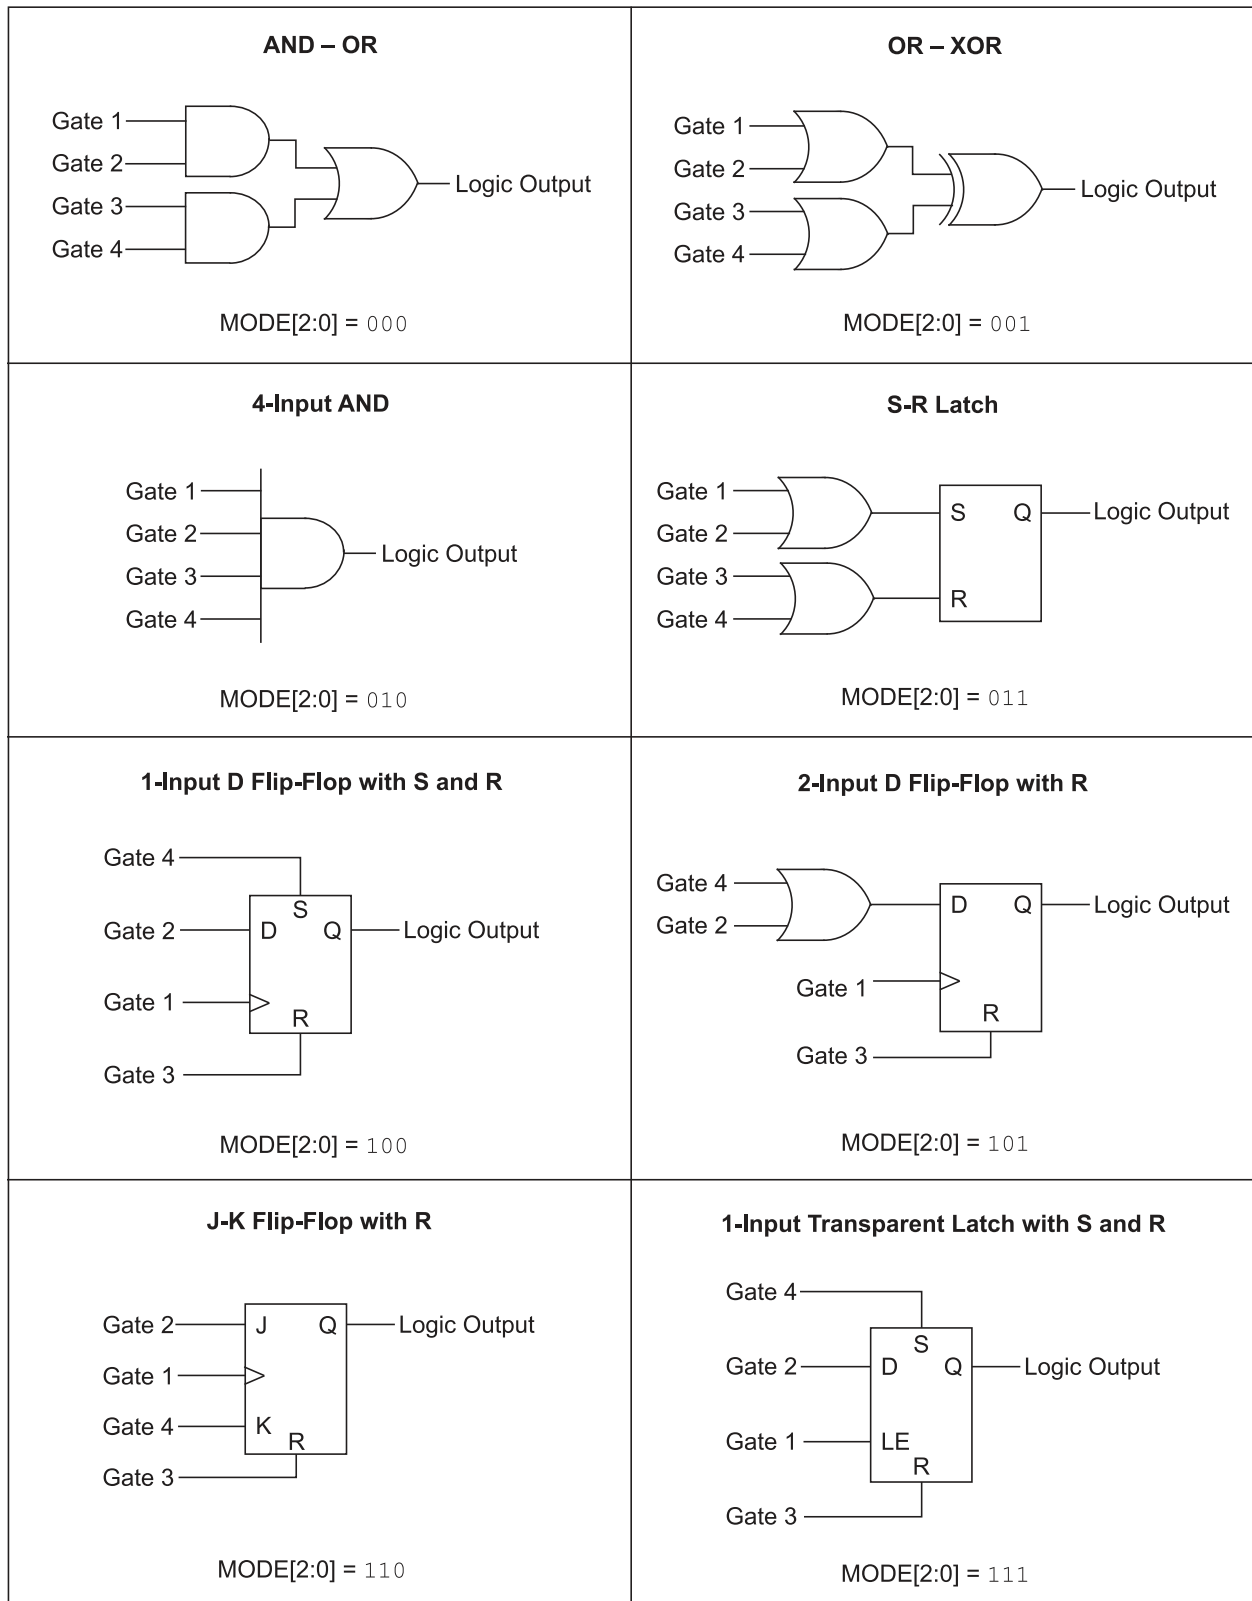 AND – OR
Gate 1
Gate 2
Gate 3
Gate 4
Logic Output
MODE[2:0] = 000
OR – XOR
Gate 1
Gate 2
Gate 3
Gate 4
Logic Output
MODE[2:0] = 001
4-Input AND
Gate 1
Gate 2
Gate 3
Gate 4
Logic Output
MODE[2:0] = 010
S-R Latch
Gate 1
Gate 2
Gate 3
Gate 4
S Q
R
Logic Output
MODE[2:0] = 011
1-Input D Flip-Flop with S and R
Gate 4
S
Gate 2
D Q
Logic Output
Gate 1
R
Gate 3
MODE[2:0] = 100
2-Input D Flip-Flop with R
Gate 4
Gate 2
D Q
Logic Output
Gate 1
R
Gate 3
MODE[2:0] = 101
J-K Flip-Flop with R
Gate 2
J Q
Logic Output
Gate 1
Gate 4
K
R
Gate 3
MODE[2:0] = 110
1-Input Transparent Latch with S and R
Gate 4
S
Gate 2
D Q
Logic Output
Gate 1
LE
R
Gate 3
MODE[2:0] = 111